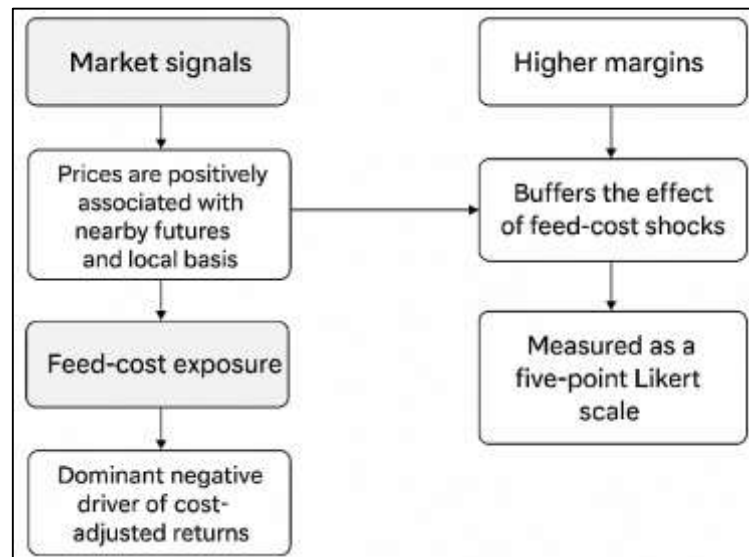 Market signals
Prices are positively
associated with
nearby futures
and local basis
Feed-cost exposure
Dominant negative
driver of cost-
adjusted returns
Higher margins
Buffers the effect
of feed-cost shocks
Measured as a
five-point Likert
scale